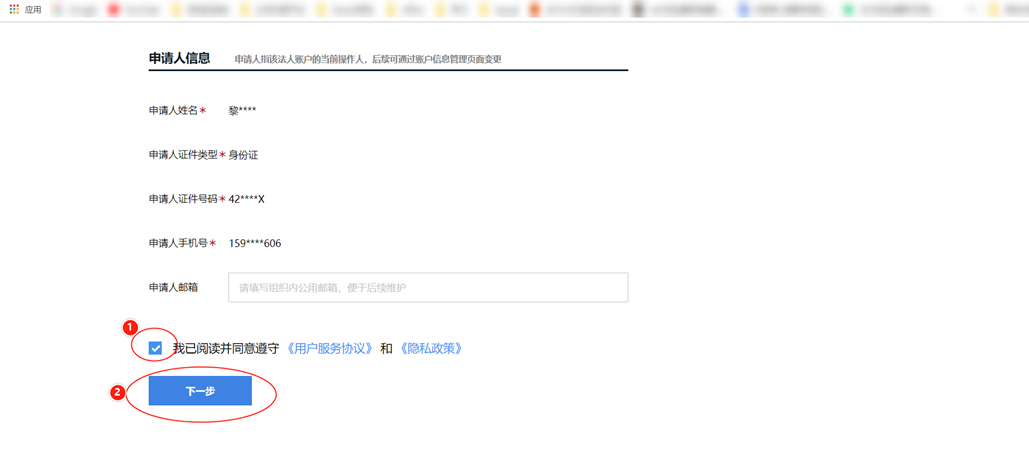 应用
申请人信息 申请人指该法人账户的当前操作人，后续可通过账户信息管理页面变更
申请人姓名* 黎****
申请人证件类型* 身份证
申请人证件号码* 42****X
申请人手机号* 159****606
申请人邮箱 请填写组织内公用邮箱，便于后续维护
1
我已阅读并同意遵守 《用户服务协议》 和 《隐私政策》
2 下一步